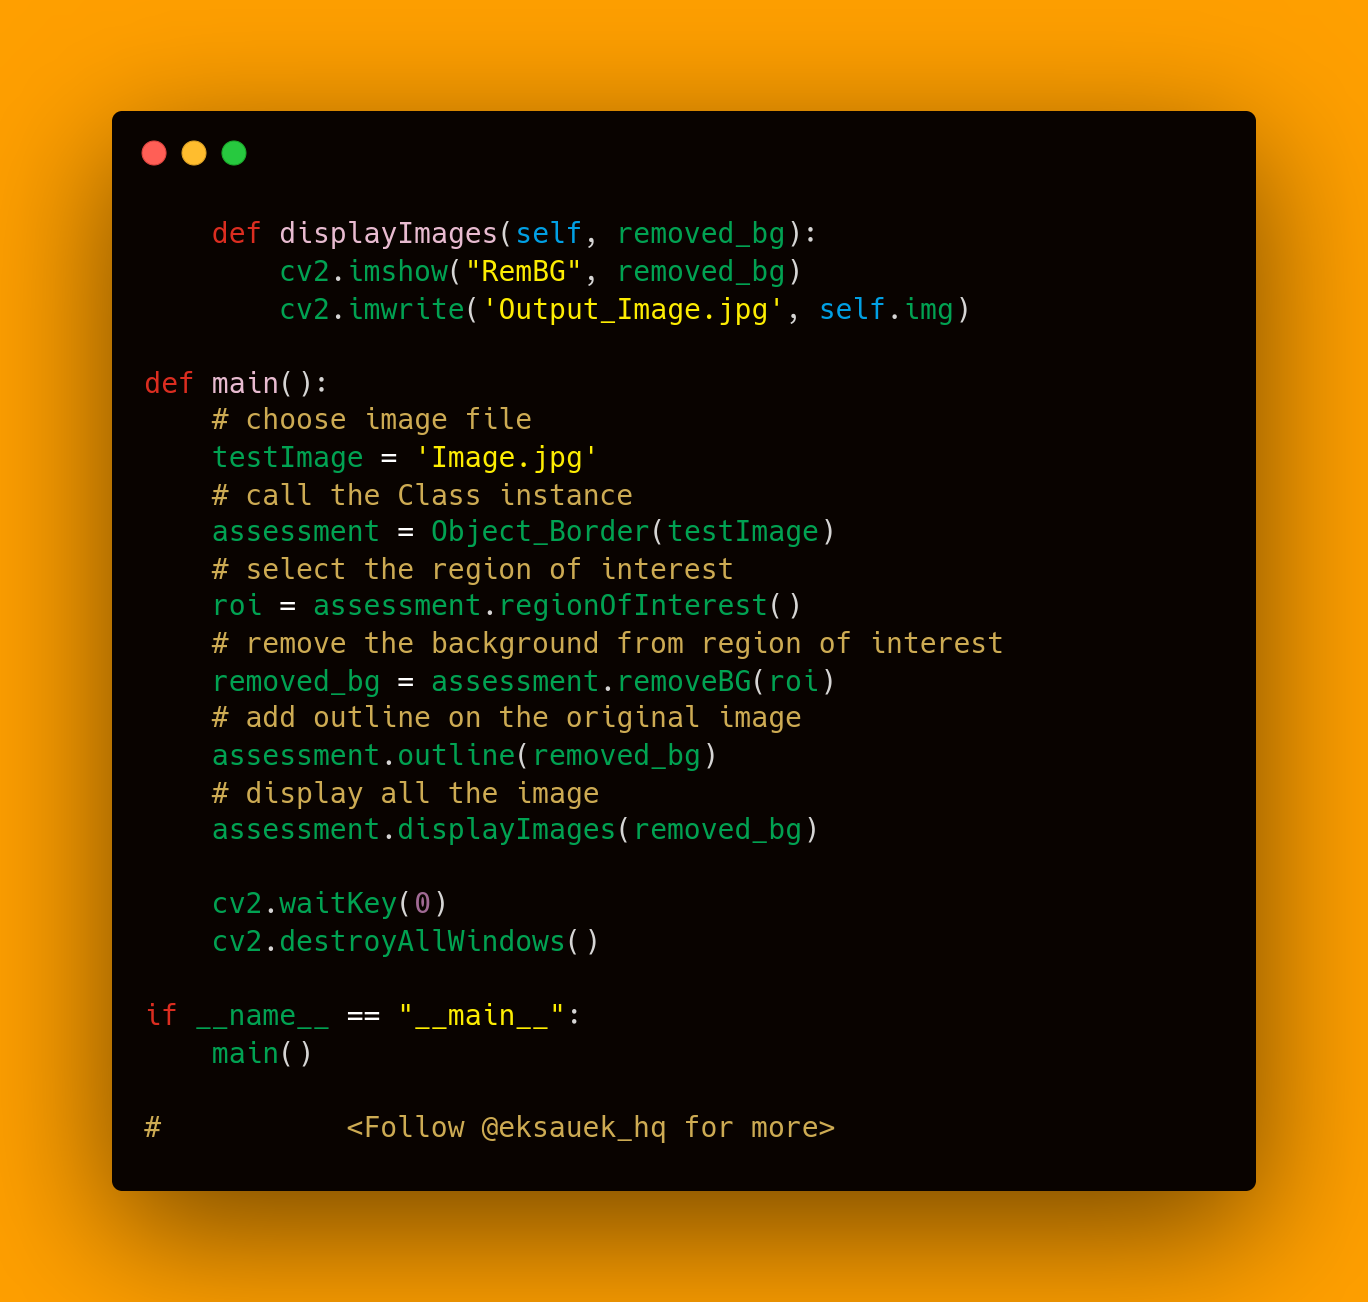 def displayImages(self, removed_bg):
        cv2.imshow("RemBG", removed_bg)
        cv2.imwrite('Output_Image.jpg', self.img)

def main():
    # choose image file
    testImage = 'Image.jpg'
    # call the Class instance
    assessment = Object_Border(testImage)
    # select the region of interest
    roi = assessment.regionOfInterest()
    # remove the background from region of interest
    removed_bg = assessment.removeBG(roi)
    # add outline on the original image
    assessment.outline(removed_bg)
    # display all the image
    assessment.displayImages(removed_bg)

    cv2.waitKey(0)
    cv2.destroyAllWindows()

if __name__ == "__main__":
    main()

#           <Follow @eksauek_hq for more>